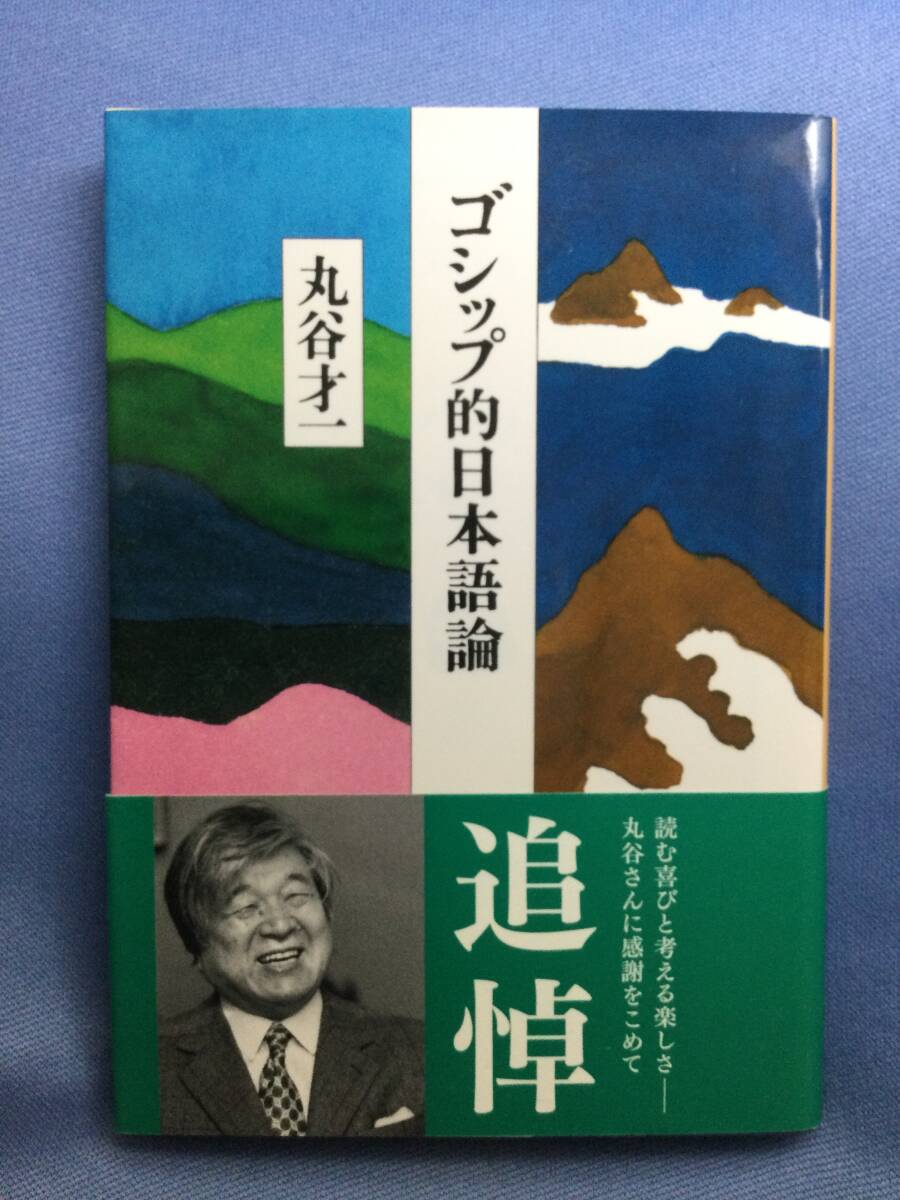 ゴシップ的日本語論
丸谷才一
読む喜びと考える楽しさ――
丸谷さんに感謝をこめて
追悼